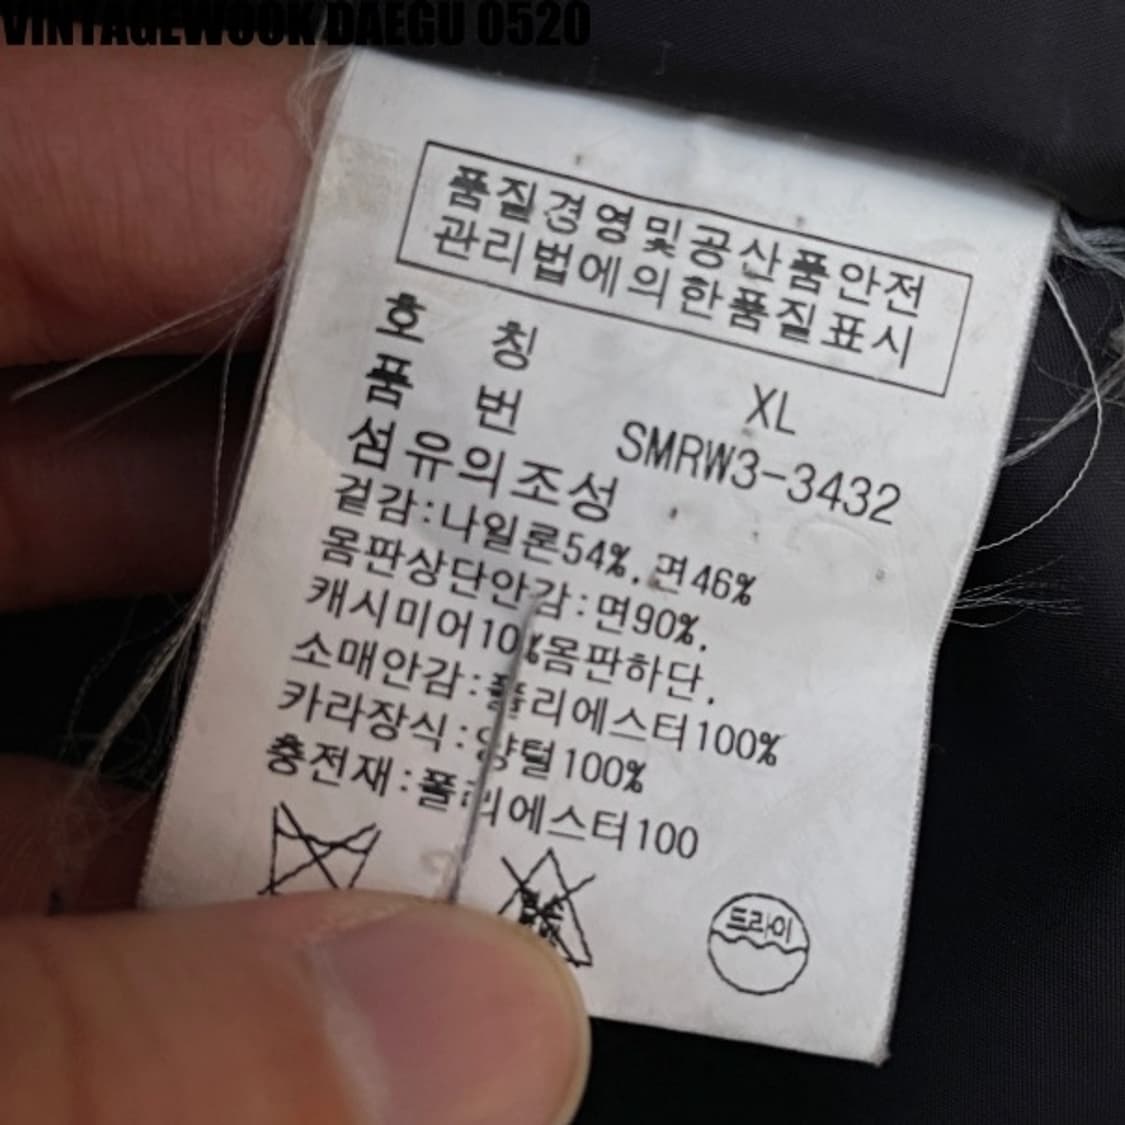 VINTAGEWOOK DAEGU 0520
품질경영및공산품안전
관리법에의한품질표시
호 칭 XL
품 번 SMRW3-3432
섬유의조성
겉감:나일론54%,면46%
몸판상단안감:면90%,
캐시미어10%몸판하단,
소매안감:폴리에스터100%
카라장식:양털100%
충전재:폴리에스터100
드라이